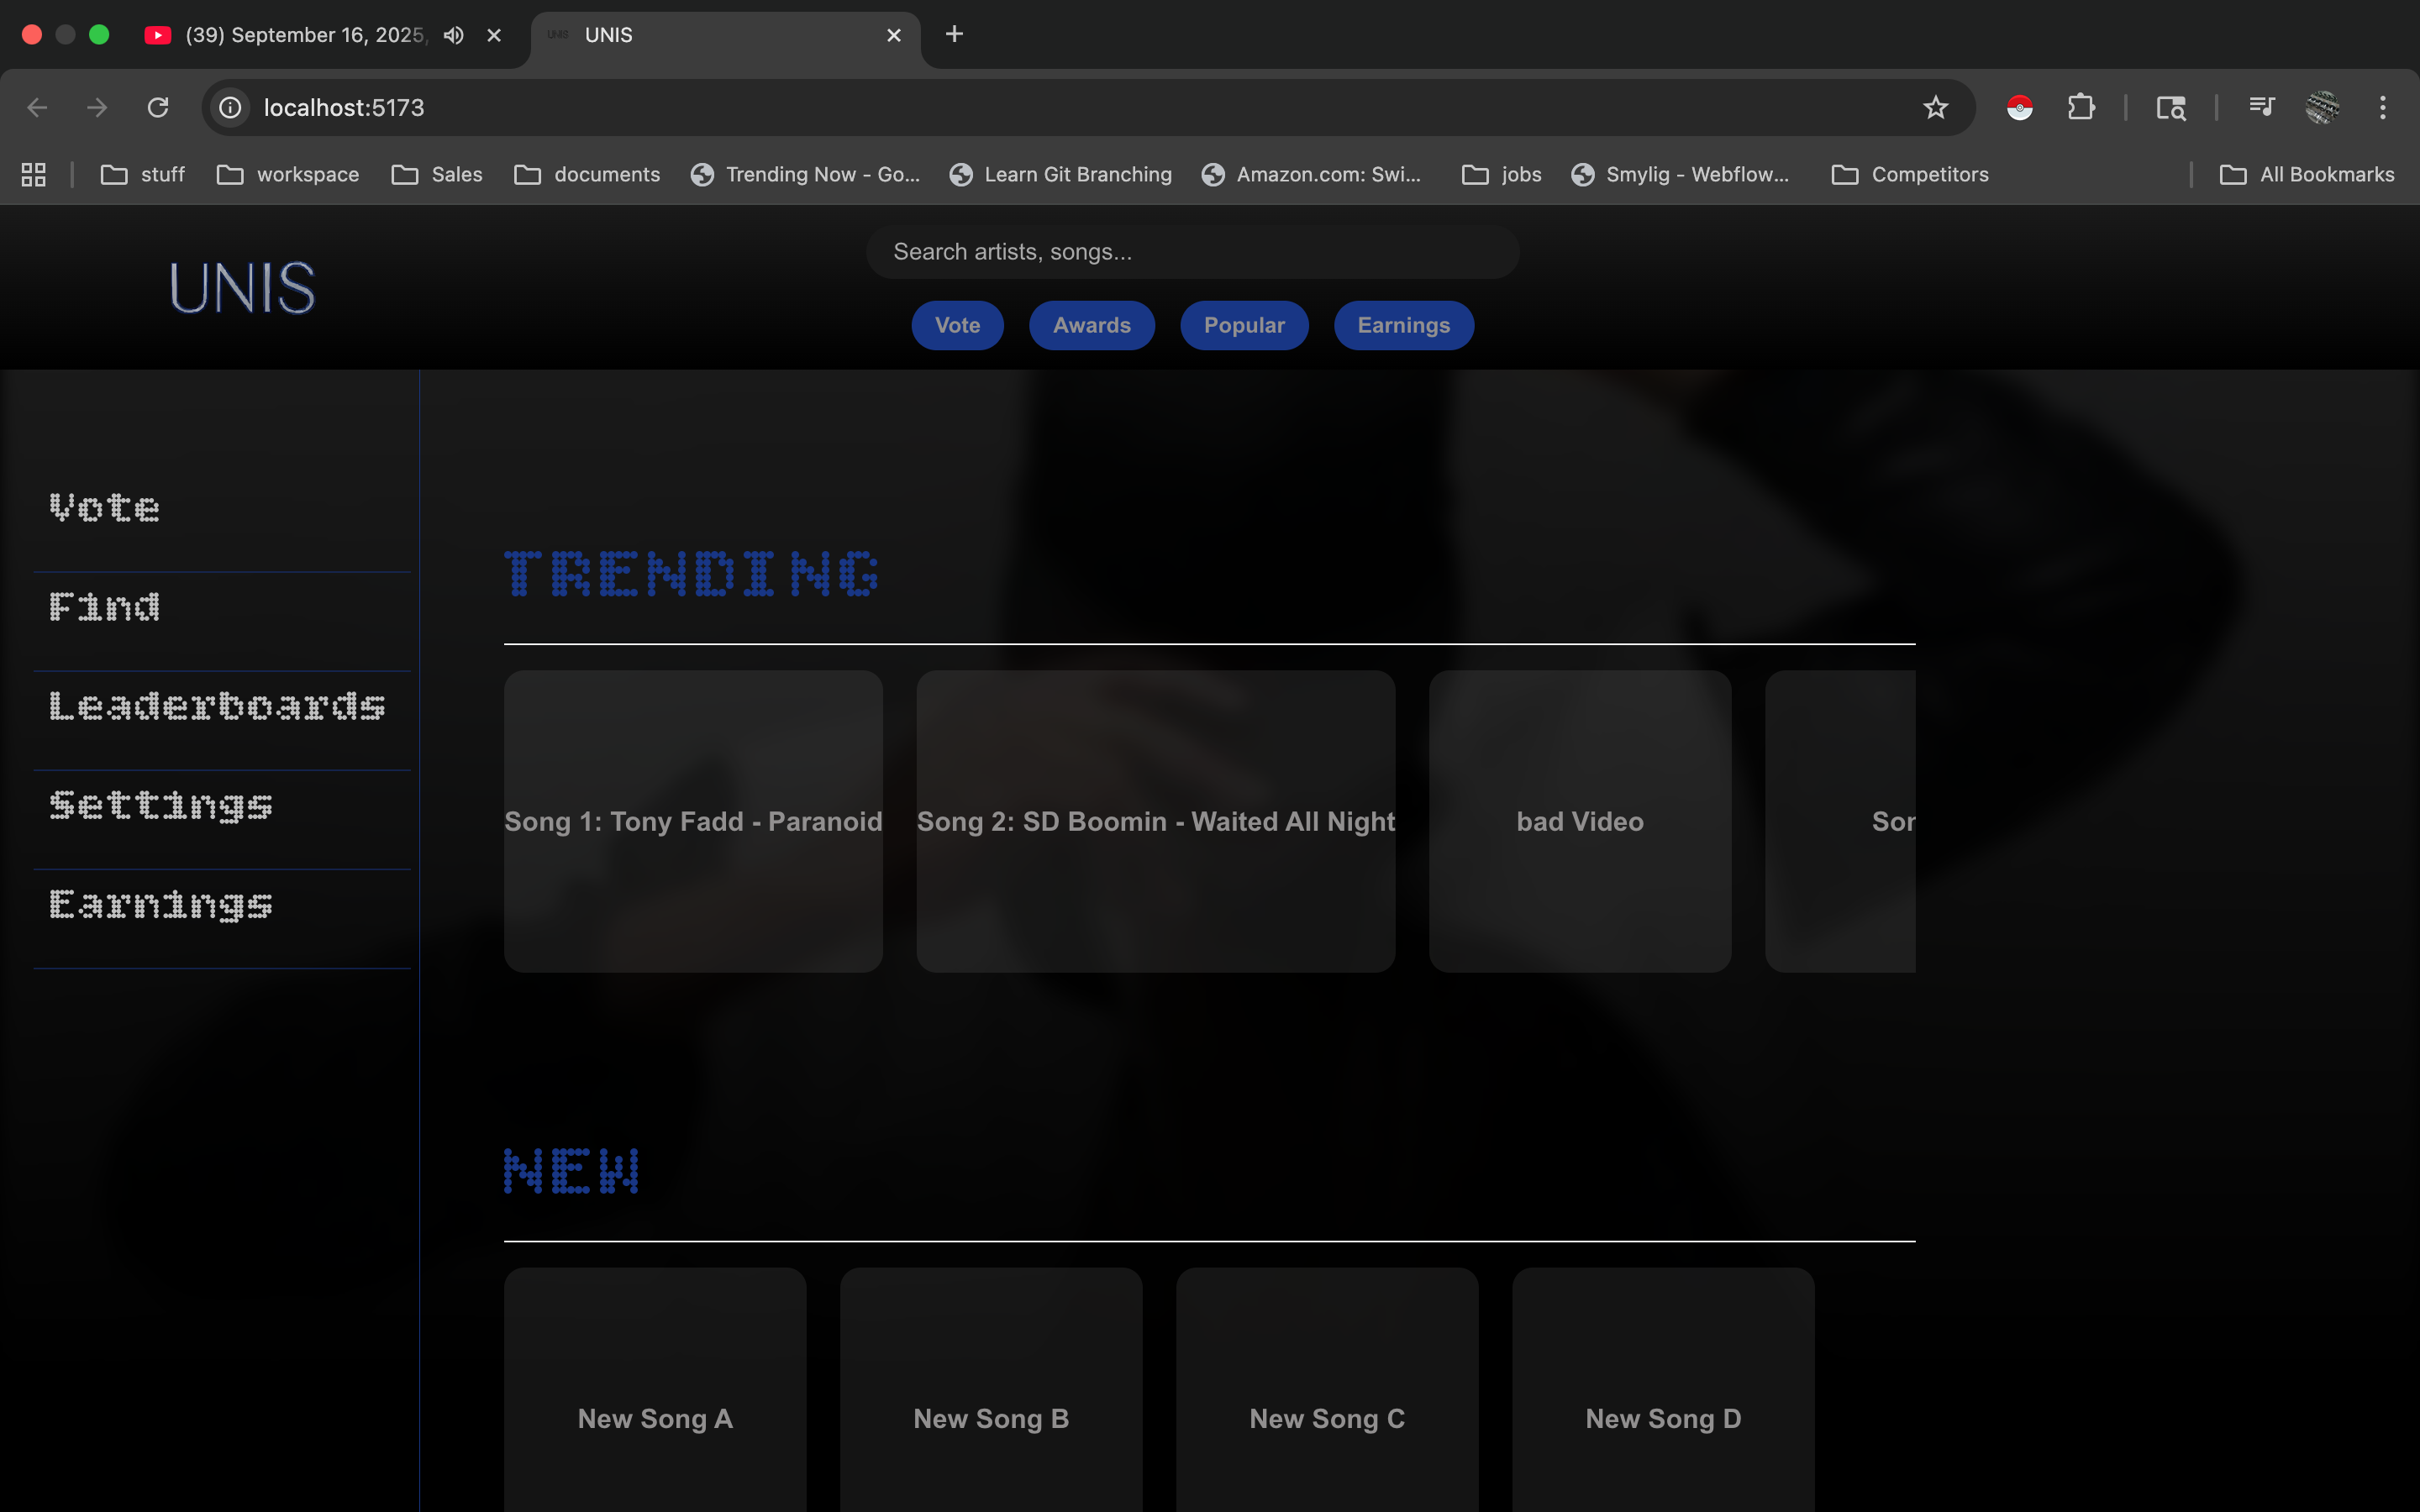 (39) September 16, 2025,
UNIS
localhost:5173
stuff
workspace
Sales
documents
Trending Now - Go...
Learn Git Branching
Amazon.com: Swi...
jobs
Smylig - Webflow...
Competitors
All Bookmarks
UNIS
Search artists, songs...
Vote
Awards
Popular
Earnings
Vote
Find
Leaderboards
Settings
Earnings
TRENDING
Song 1: Tony Fadd - Paranoid
Song 2: SD Boomin - Waited All Night
bad Video
Sor
NEW
New Song A
New Song B
New Song C
New Song D